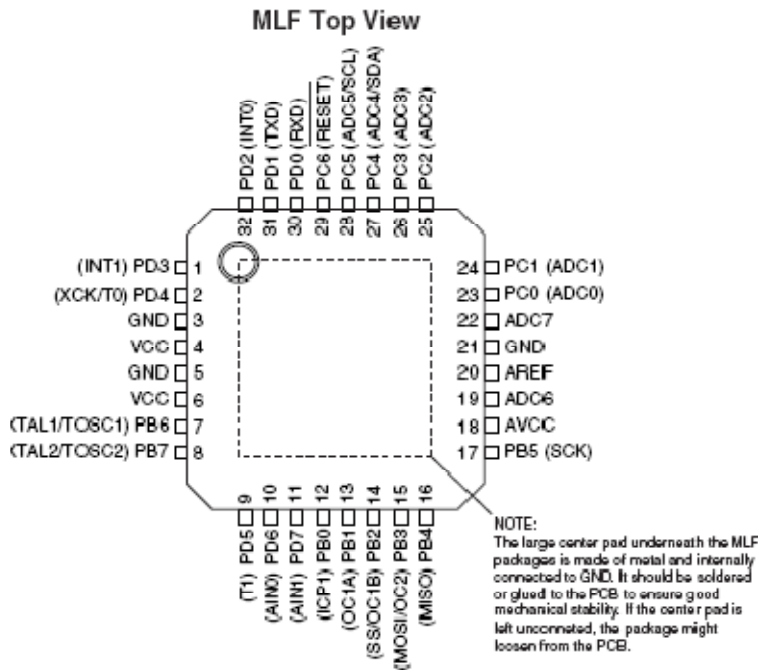 MLF Top View
PD2 (INT0)
PD1 (TXD)
PD0 (RXD)
PC6 (RESET)
PC5 (ADC5/SCL)
PC4 (ADC4/SDA)
PC3 (ADC3)
PC2 (ADC2)
32 31 30 29 28 27 26 25
(INT1) PD3 1
(XCK/T0) PD4 2
GND 3
VCC 4
GND 5
VCC 6
(TAL1/TOSC1) PB6 7
(TAL2/TOSC2) PB7 8
24 PC1 (ADC1)
23 PC0 (ADC0)
22 ADC7
21 GND
20 AREF
19 ADC6
18 AVCC
17 PB5 (SCK)
9 10 11 12 13 14 15 16
(T1) PD5
(AIN0) PD6
(AIN1) PD7
(ICP1) PB0
(OC1A) PB1
(SS/OC1B) PB2
(MOSI/OC2) PB3
(MISO) PB4
NOTE:
The large center pad underneath the MLF
packages is made of metal and internally
connected to GND. It should be soldered
or glued to the PCB to ensure good
mechanical stability. If the center pad is
left unconneted, the package might
loosen from the PCB.